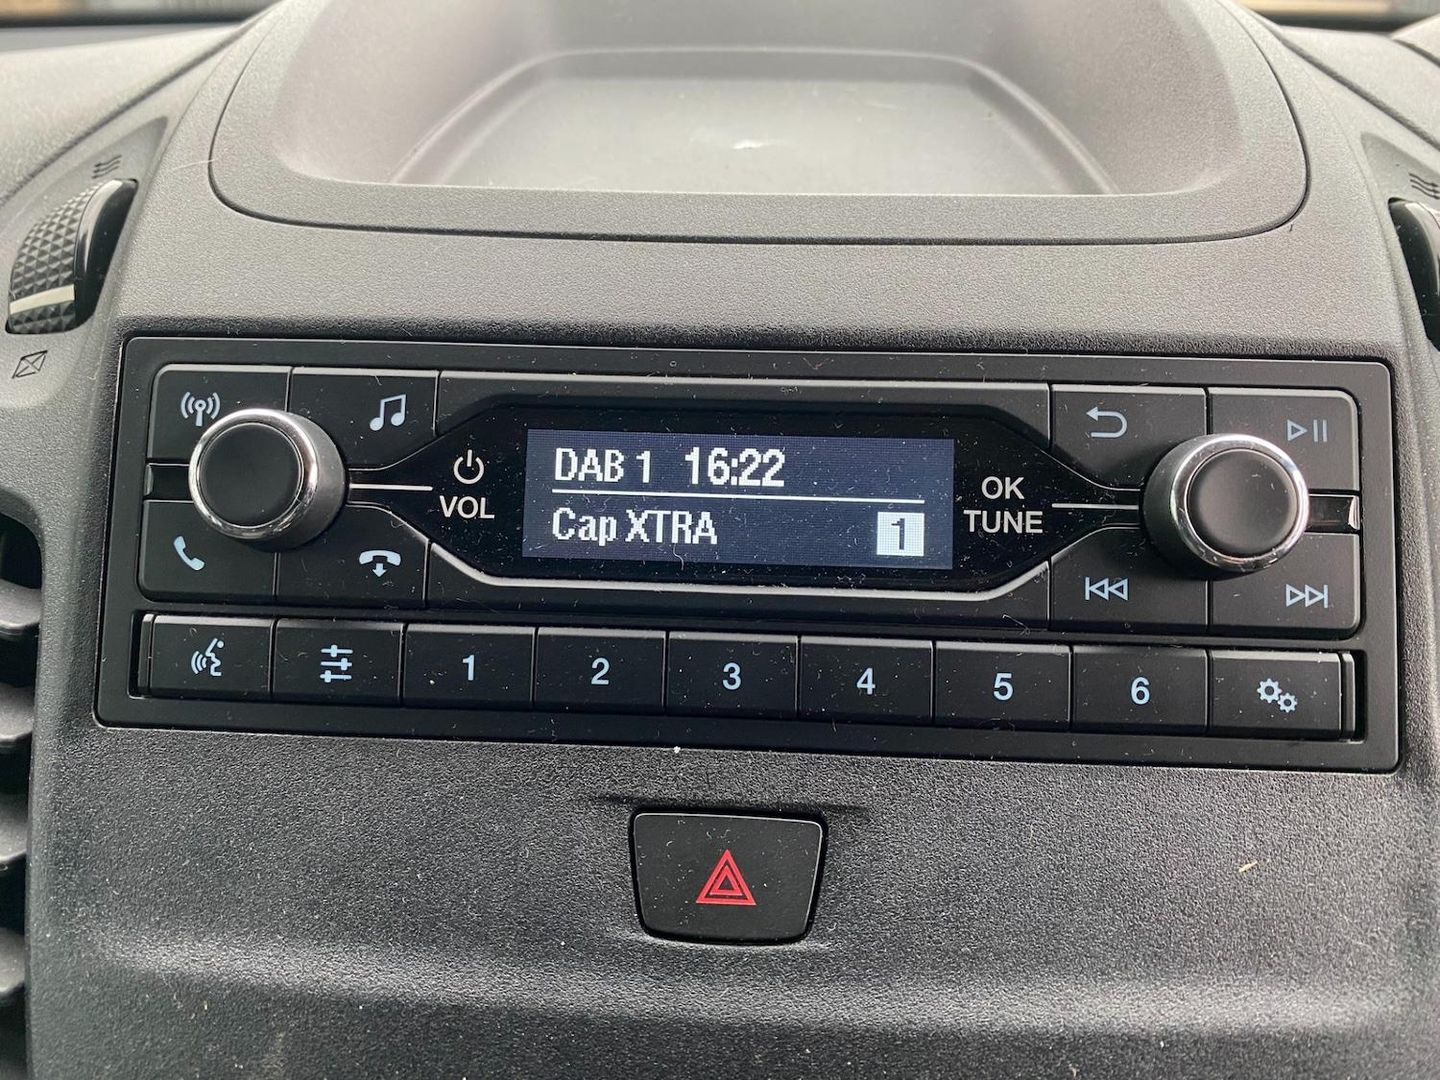 DAB 1 16:22
Cap XTRA 1
VOL
OK
TUNE
1 2 3 4 5 6